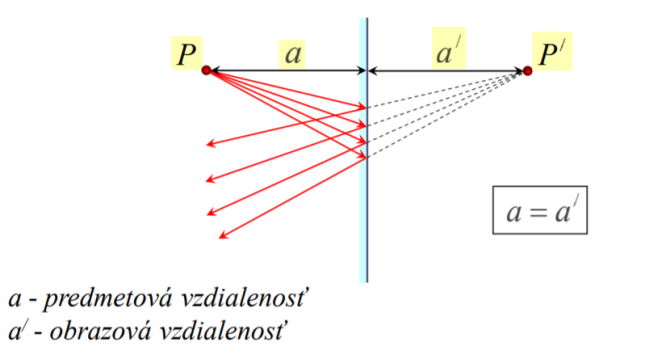 P a a′ P′
a = a′
a - predmetová vzdialenosť
a′ - obrazová vzdialenosť